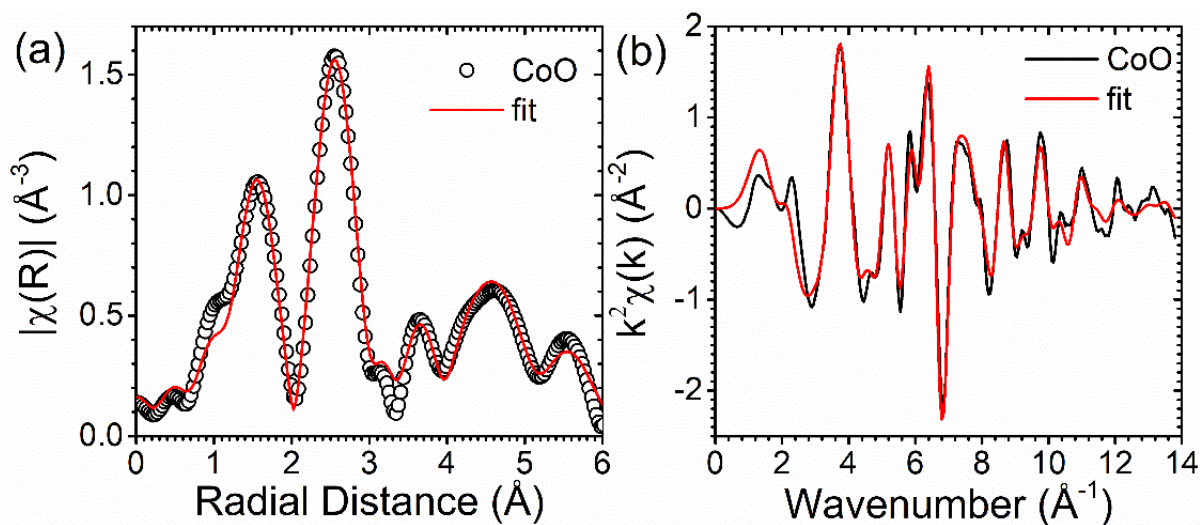 (a)
CoO
fit
1.5
1.0
0.5
0.0
|χ(R)| (Å⁻³)
0 1 2 3 4 5 6
Radial Distance (Å)
(b)
CoO
fit
2
1
0
-1
-2
k²χ(k) (Å⁻²)
0 2 4 6 8 10 12 14
Wavenumber (Å⁻¹)